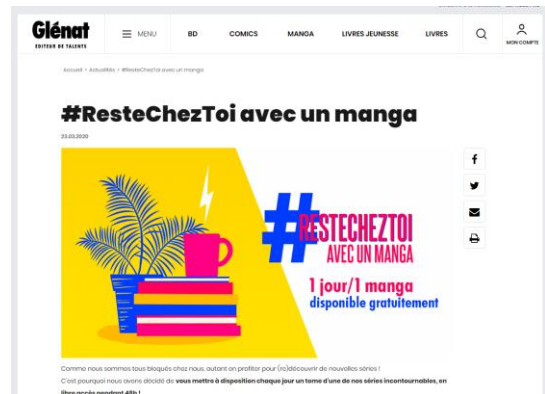 Glénat
EDITEUR DE TALENTS
MENU
BD
COMICS
MANGA
LIVRES JEUNESSE
LIVRES
MON COMPTE
Accueil > Actualités > #ResteChezToi avec un manga
#ResteChezToi avec un manga
23.03.2020
#RESTECHEZTOI
AVEC UN MANGA
1 jour/1 manga
disponible gratuitement
Comme nous sommes tous bloqués chez nous, autant en profiter pour (re)découvrir de nouvelles séries !
C'est pourquoi nous avons décidé de vous mettre à disposition chaque jour un tome d'une de nos séries incontournables, en
libre accès pendant 48h !